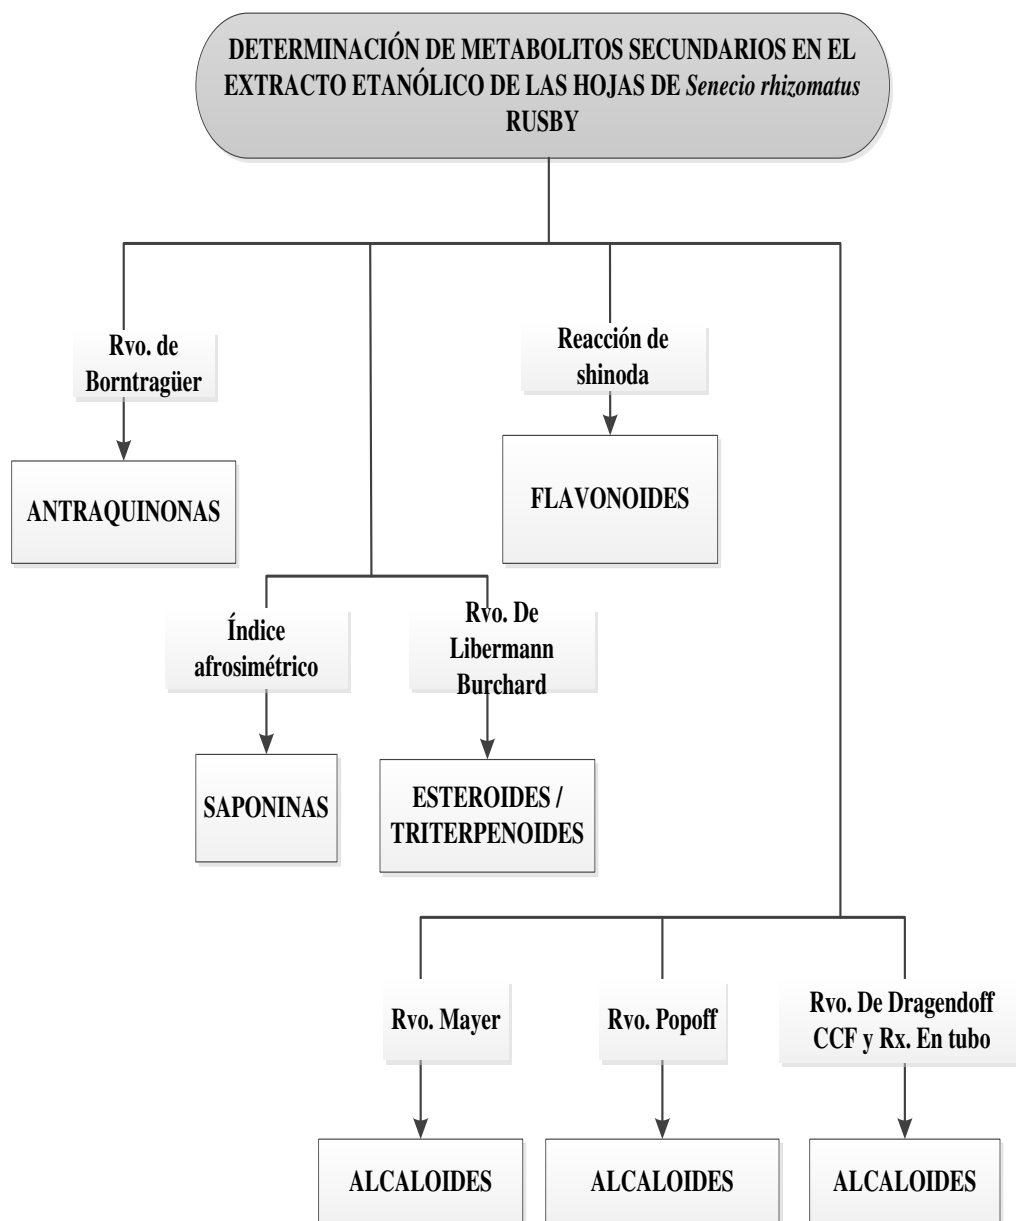 DETERMINACIÓN DE METABOLITOS SECUNDARIOS EN EL
EXTRACTO ETANÓLICO DE LAS HOJAS DE Senecio rhizomatus
RUSBY
Rvo. de
Borntragüer
Reacción de
shinoda
ANTRAQUINONAS
FLAVONOIDES
Índice
afrosimétrico
Rvo. De
Libermann
Burchard
SAPONINAS
ESTEROIDES /
TRITERPENOIDES
Rvo. Mayer
Rvo. Popoff
Rvo. De Dragendoff
CCF y Rx. En tubo
ALCALOIDES
ALCALOIDES
ALCALOIDES